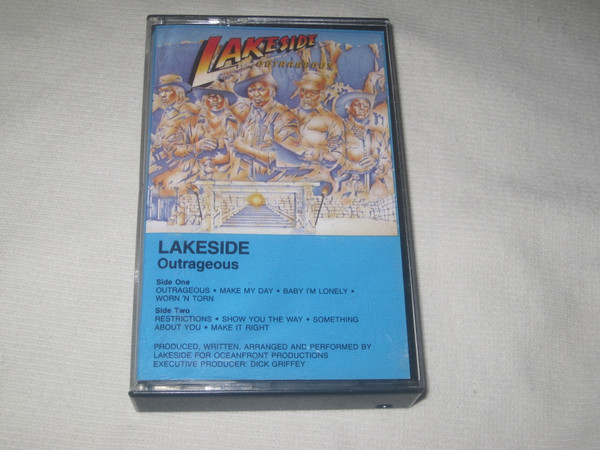 LAKESIDE
OUTRAGEOUS
LAKESIDE
Outrageous
Side One
OUTRAGEOUS • MAKE MY DAY • BABY I'M LONELY •
WORN 'N TORN
Side Two
RESTRICTIONS • SHOW YOU THE WAY • SOMETHING
ABOUT YOU • MAKE IT RIGHT
PRODUCED, WRITTEN, ARRANGED AND PERFORMED BY
LAKESIDE FOR OCEANFRONT PRODUCTIONS
EXECUTIVE PRODUCER: DICK GRIFFEY